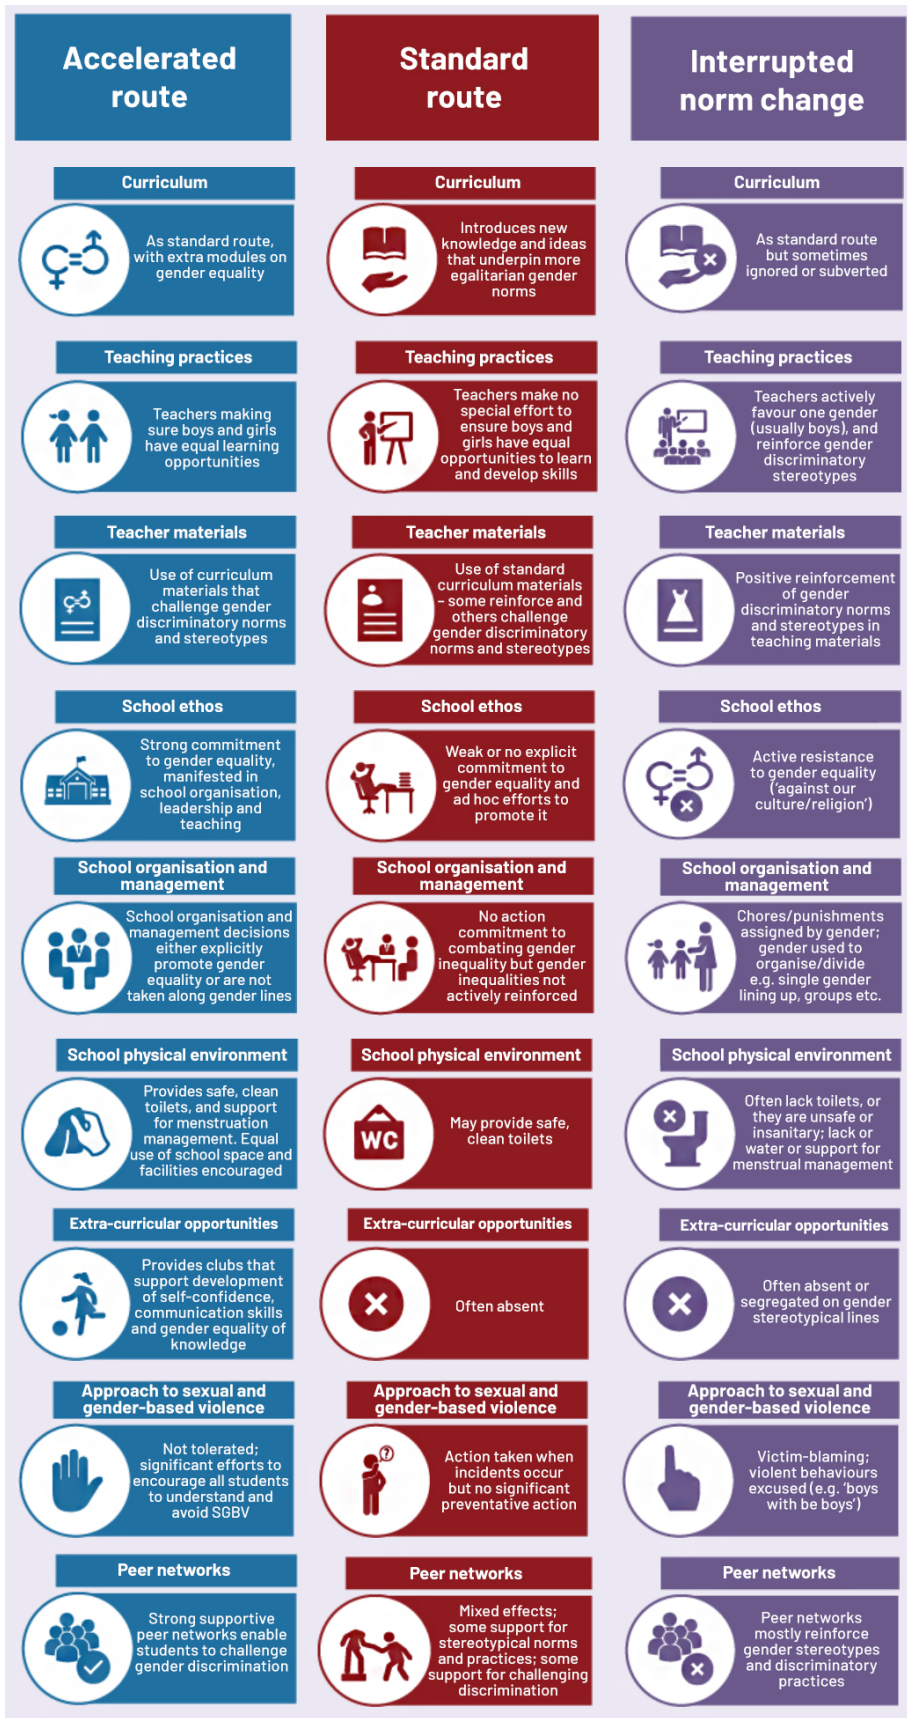 Accelerated
route
Standard
route
Interrupted
norm change
Curriculum
As standard route,
with extra modules on
gender equality
Curriculum
Introduces new
knowledge and ideas
that underpin more
egalitarian gender
norms
Curriculum
As standard route
but sometimes
ignored or subverted
Teaching practices
Teachers making
sure boys and girls
have equal learning
opportunities
Teaching practices
Teachers make no
special effort to
ensure boys and
girls have equal
opportunities to learn
and develop skills
Teaching practices
Teachers actively
favour one gender
(usually boys), and
reinforce gender
discriminatory
stereotypes
Teacher materials
Use of curriculum
materials that
challenge gender
discriminatory norms
and stereotypes
Teacher materials
Use of standard
curriculum materials
– some reinforce and
others challenge
gender discriminatory
norms and stereotypes
Teacher materials
Positive reinforcement
of gender
discriminatory norms
and stereotypes in
teaching materials
School ethos
Strong commitment
to gender equality,
manifested in
school organisation,
leadership and
teaching
School ethos
Weak or no explicit
commitment to
gender equality and
ad hoc efforts to
promote it
School ethos
Active resistance
to gender equality
(‘against our
culture/religion’)
School organisation and
management
School organisation and
management decisions
either explicitly
promote gender
equality or are not
taken along gender lines
School organisation and
management
No action
commitment to
combating gender
inequality but gender
inequalities not
actively reinforced
School organisation and
management
Chores/punishments
assigned by gender;
gender used to
organise/divide
e.g. single gender
lining up, groups etc.
School physical environment
Provides safe, clean
toilets, and support
for menstruation
management. Equal
use of school space and
facilities encouraged
School physical environment
WC
May provide safe,
clean toilets
School physical environment
Often lack toilets, or
they are unsafe or
insanitary; lack or
water or support for
menstrual management
Extra-curricular opportunities
Provides clubs that
support development
of self-confidence,
communication skills
and gender equality of
knowledge
Extra-curricular opportunities
Often absent
Extra-curricular opportunities
Often absent or
segregated on gender
stereotypical lines
Approach to sexual and
gender-based violence
Not tolerated;
significant efforts to
encourage all students
to understand and
avoid SGBV
Approach to sexual and
gender-based violence
?
Action taken when
incidents occur
but no significant
preventative action
Approach to sexual and
gender-based violence
Victim-blaming;
violent behaviours
excused (e.g. ‘boys
with be boys’)
Peer networks
Strong supportive
peer networks enable
students to challenge
gender discrimination
Peer networks
Mixed effects;
some support for
stereotypical norms
and practices; some
support for challenging
discrimination
Peer networks
Peer networks
mostly reinforce
gender stereotypes
and discriminatory
practices